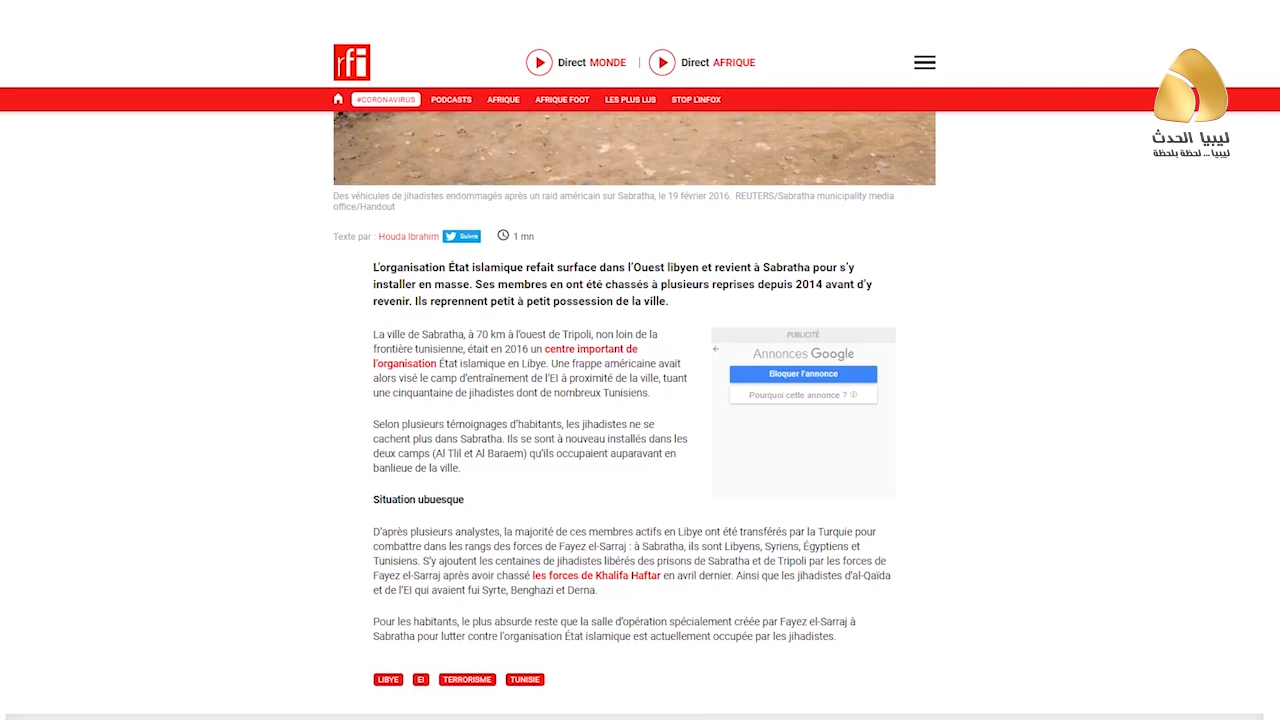 rfi
Direct MONDE | Direct AFRIQUE
#CORONAVIRUS PODCASTS AFRIQUE AFRIQUE FOOT LES PLUS LUS STOP L'INFOX
ليبيا الحدث
ليبيا... لحظة بلحظة
Des véhicules de jihadistes endommagés après un raid américain sur Sabratha, le 19 février 2016. REUTERS/Sabratha municipality media
office/Handout
Texte par : Houda Ibrahim Suivre 1 mn
L'organisation État islamique refait surface dans l'Ouest libyen et revient à Sabratha pour s'y
installer en masse. Ses membres en ont été chassés à plusieurs reprises depuis 2014 avant d'y
revenir. Ils reprennent petit à petit possession de la ville.
La ville de Sabratha, à 70 km à l'ouest de Tripoli, non loin de la
frontière tunisienne, était en 2016 un centre important de
l'organisation État islamique en Libye. Une frappe américaine avait
alors visé le camp d'entraînement de l'EI à proximité de la ville, tuant
une cinquantaine de jihadistes dont de nombreux Tunisiens.
PUBLICITÉ
Annonces Google
Bloquer l'annonce
Pourquoi cette annonce ?
Selon plusieurs témoignages d'habitants, les jihadistes ne se
cachent plus dans Sabratha. Ils se sont à nouveau installés dans les
deux camps (Al Tlil et Al Baraem) qu'ils occupaient auparavant en
banlieue de la ville.
Situation ubuesque
D'après plusieurs analystes, la majorité de ces membres actifs en Libye ont été transférés par la Turquie pour
combattre dans les rangs des forces de Fayez el-Sarraj : à Sabratha, ils sont Libyens, Syriens, Égyptiens et
Tunisiens. S'y ajoutent les centaines de jihadistes libérés des prisons de Sabratha et de Tripoli par les forces de
Fayez el-Sarraj après avoir chassé les forces de Khalifa Haftar en avril dernier. Ainsi que les jihadistes d'al-Qaïda
et de l'EI qui avaient fui Syrte, Benghazi et Derna.
Pour les habitants, le plus absurde reste que la salle d'opération spécialement créée par Fayez el-Sarraj à
Sabratha pour lutter contre l'organisation État islamique est actuellement occupée par les jihadistes.
LIBYE EI TERRORISME TUNISIE